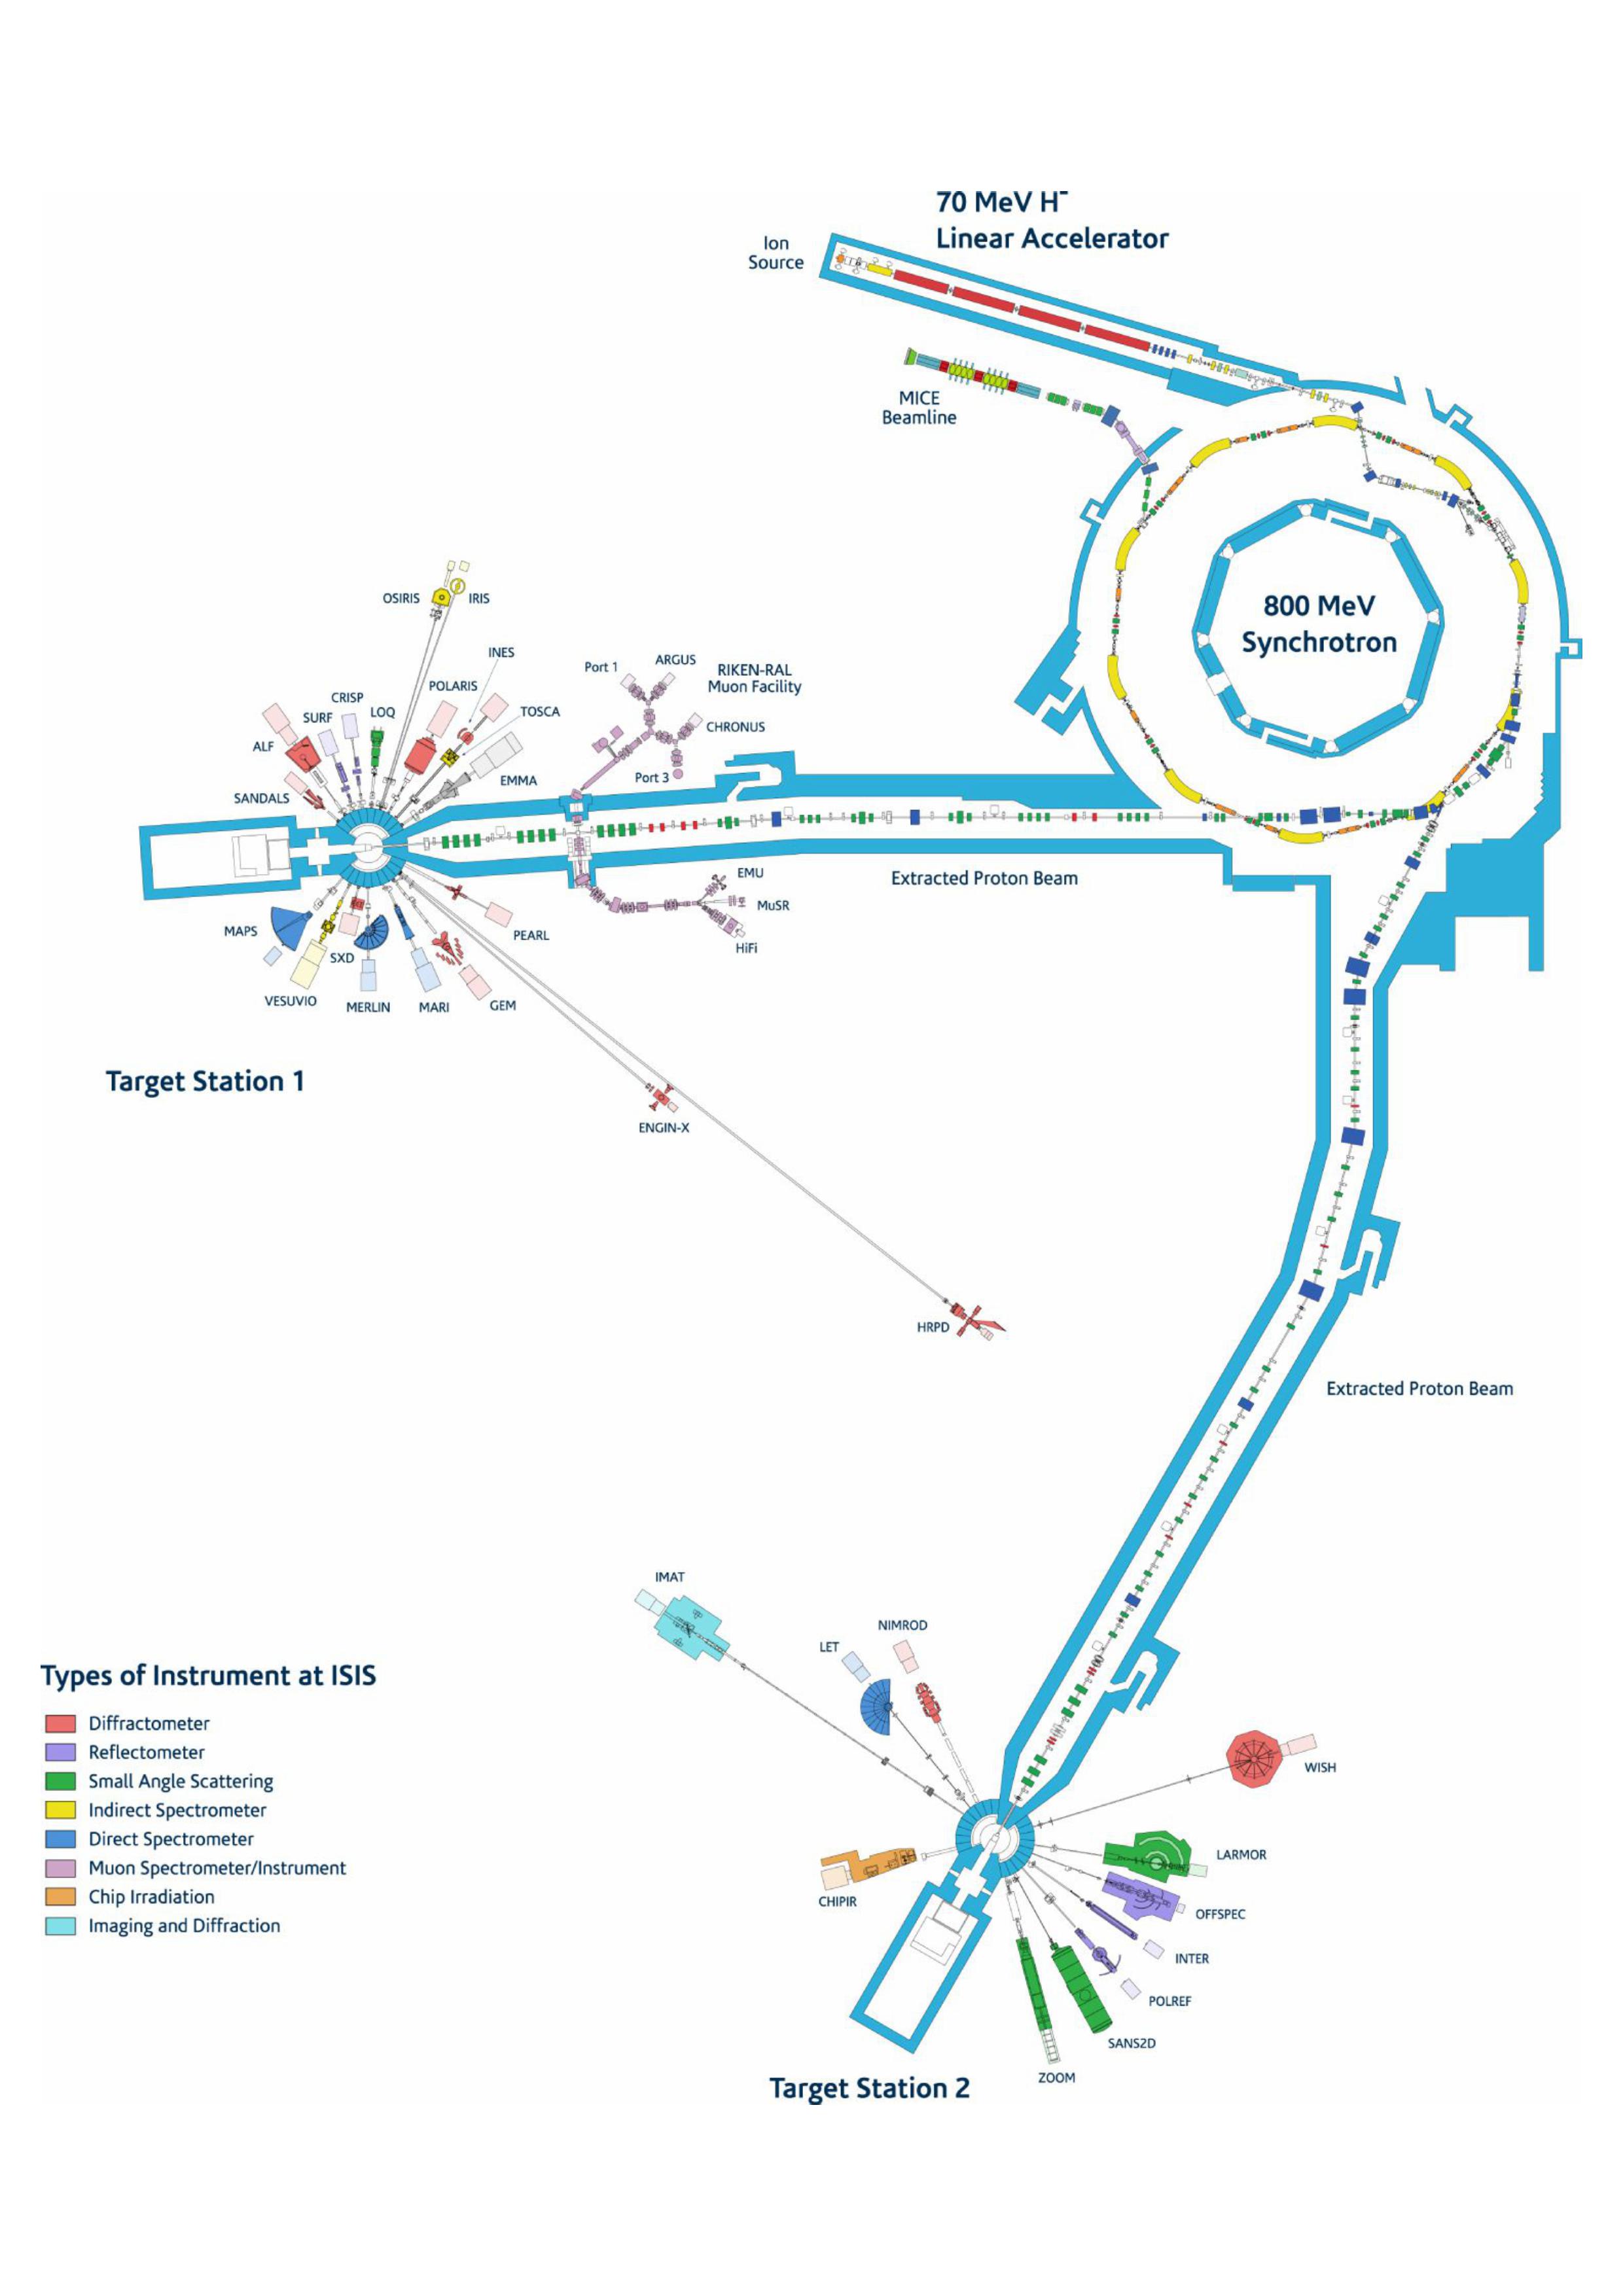 70 MeV H⁻
Linear Accelerator
Ion
Source
MICE
Beamline
800 MeV
Synchrotron
OSIRIS
IRIS
INES
POLARIS
CRISP
SURF
LOQ
TOSCA
ALF
EMMA
SANDALS
Port 1
ARGUS
RIKEN-RAL
Muon Facility
CHRONUS
Port 3
EMU
MuSR
HiFi
Extracted Proton Beam
MAPS
SXD
PEARL
VESUVIO
MERLIN
MARI
GEM
Target Station 1
ENGIN-X
HRPD
Extracted Proton Beam
IMAT
NIMROD
LET
WISH
LARMOR
CHIPIR
OFFSPEC
INTER
POLREF
SANS2D
ZOOM
Target Station 2
Types of Instrument at ISIS
Diffractometer
Reflectometer
Small Angle Scattering
Indirect Spectrometer
Direct Spectrometer
Muon Spectrometer/Instrument
Chip Irradiation
Imaging and Diffraction